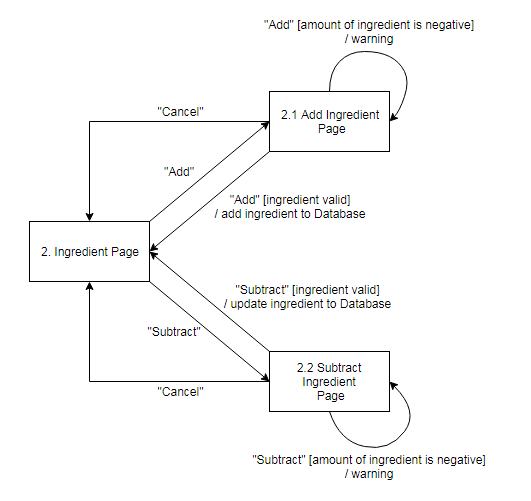 "Add" [amount of ingredient is negative]
/ warning
"Cancel"
2.1 Add Ingredient
Page
"Add"
"Add" [ingredient valid]
/ add ingredient to Database
2. Ingredient Page
"Subtract" [ingredient valid]
/ update ingredient to Database
"Subtract"
2.2 Subtract
Ingredient
Page
"Cancel"
"Subtract" [amount of ingredient is negative]
/ warning